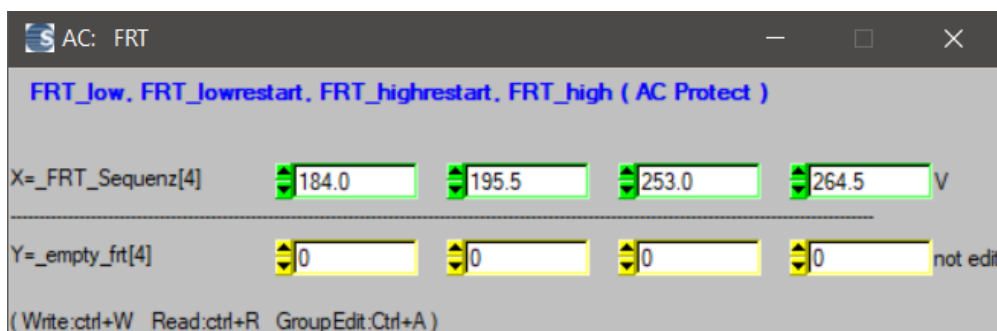 AC: FRT
FRT_low, FRT_lowrestart, FRT_highrestart, FRT_high ( AC Protect )
X=_FRT_Sequenz[4] 184.0 195.5 253.0 264.5 V
Y=_empty_frt[4] 0 0 0 0 not edit
( Write:ctrl+W Read:ctrl+R GroupEdit:Ctrl+A )